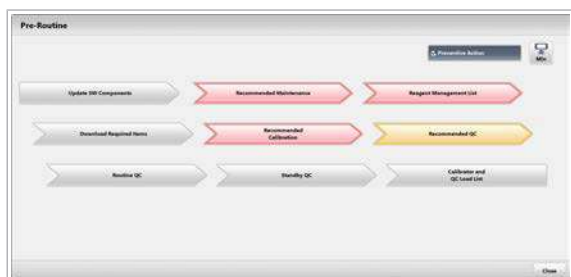 Pre-Routine
Preventive Action
Min
Update SW Components
Recommended Maintenance
Reagent Management List
Download Required Items
Recommended
Calibration
Recommended QC
Routine QC
Standby QC
Calibrator and
QC Load List
Close